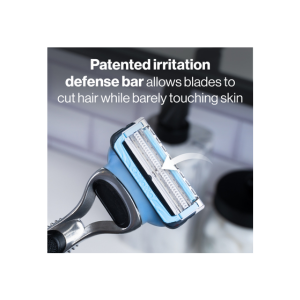 Patented irritation
defense bar allows blades to
cut hair while barely touching skin